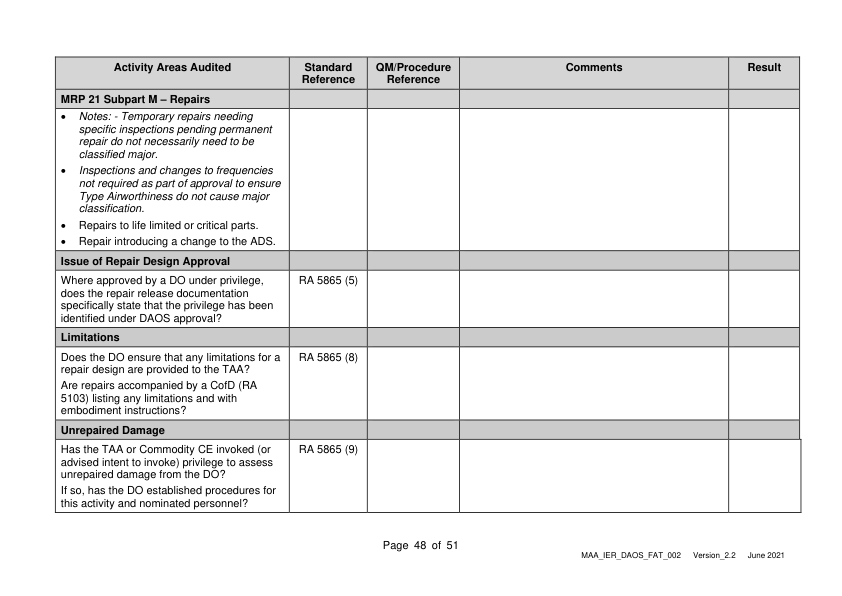 Activity Areas Audited
Standard
Reference
QM/Procedure
Reference
Comments
Result
MRP 21 Subpart M – Repairs
• Notes: - Temporary repairs needing
specific inspections pending permanent
repair do not necessarily need to be
classified major.
• Inspections and changes to frequencies
not required as part of approval to ensure
Type Airworthiness do not cause major
classification.
• Repairs to life limited or critical parts.
• Repair introducing a change to the ADS.
Issue of Repair Design Approval
Where approved by a DO under privilege,
does the repair release documentation
specifically state that the privilege has been
identified under DAOS approval?
RA 5865 (5)
Limitations
Does the DO ensure that any limitations for a
repair design are provided to the TAA?
Are repairs accompanied by a CofD (RA
5103) listing any limitations and with
embodiment instructions?
RA 5865 (8)
Unrepaired Damage
Has the TAA or Commodity CE invoked (or
advised intent to invoke) privilege to assess
unrepaired damage from the DO?
If so, has the DO established procedures for
this activity and nominated personnel?
RA 5865 (9)
Page 48 of 51
MAA_IER_DAOS_FAT_002 Version_2.2 June 2021